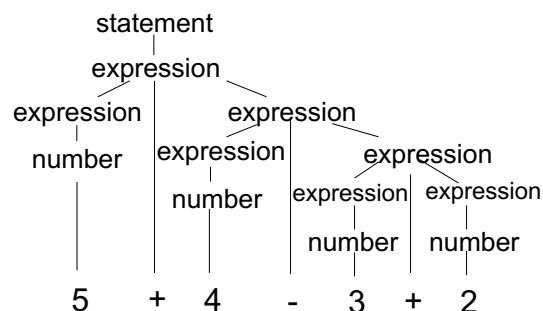 statement
expression
expression expression
number expression expression
number expression expression
number number
5 + 4 - 3 + 2